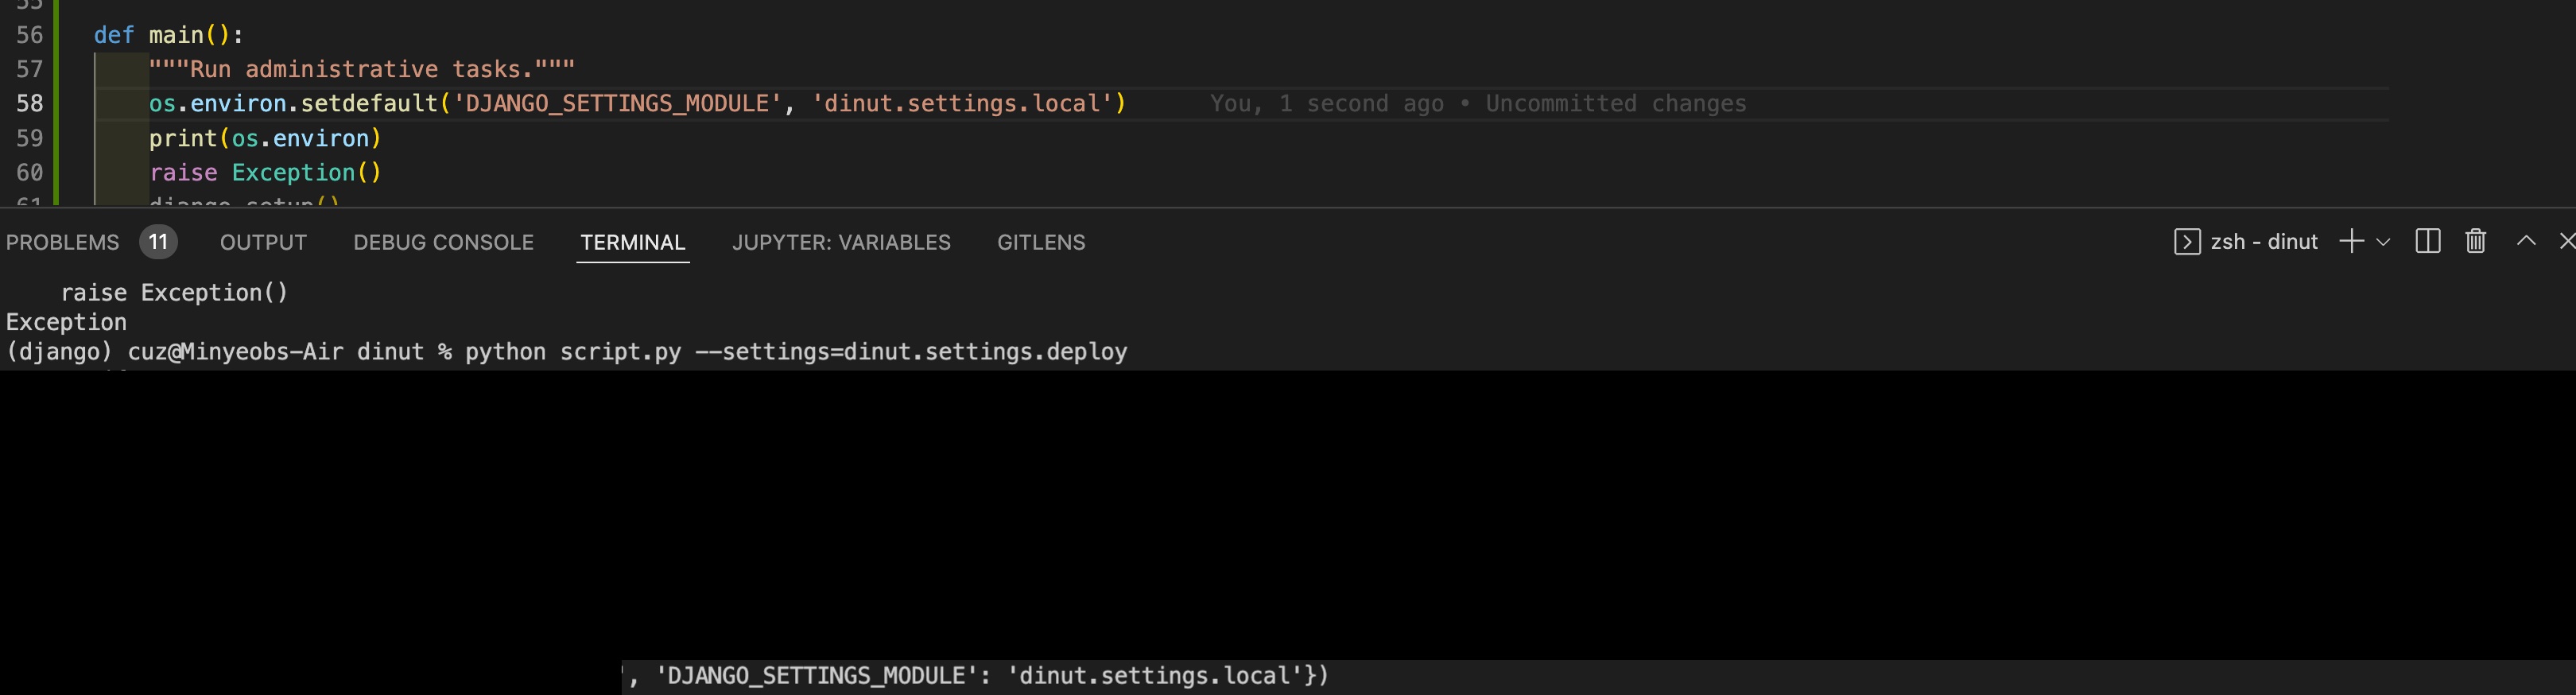 55
56 def main():
57 """Run administrative tasks."""
58 os.environ.setdefault('DJANGO_SETTINGS_MODULE', 'dinut.settings.local') You, 1 second ago • Uncommitted changes
59 print(os.environ)
60 raise Exception()
61 django.setup()
PROBLEMS 11 OUTPUT DEBUG CONSOLE TERMINAL JUPYTER: VARIABLES GITLENS zsh - dinut
raise Exception()
Exception
(django) cuz@Minyeobs-Air dinut % python script.py --settings=dinut.settings.deploy
', 'DJANGO_SETTINGS_MODULE': 'dinut.settings.local'})